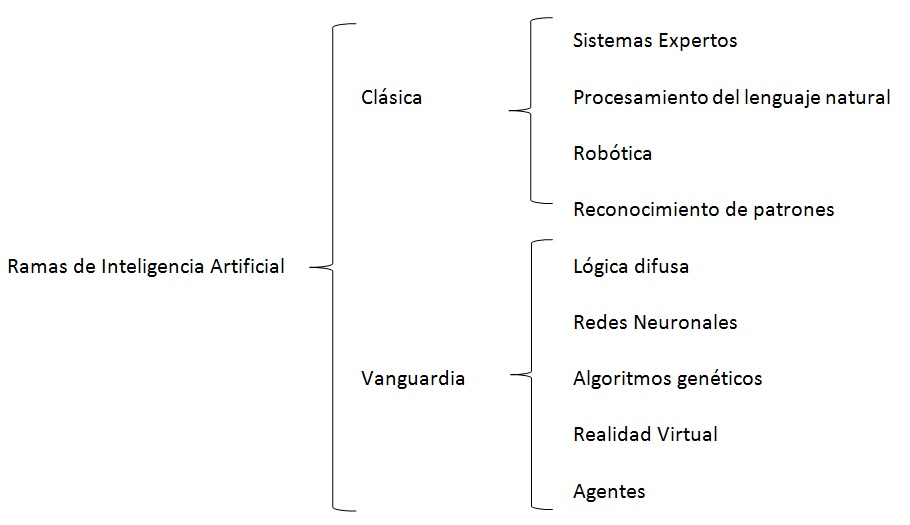 Ramas de Inteligencia Artificial
Clásica
Sistemas Expertos
Procesamiento del lenguaje natural
Robótica
Reconocimiento de patrones
Vanguardia
Lógica difusa
Redes Neuronales
Algoritmos genéticos
Realidad Virtual
Agentes